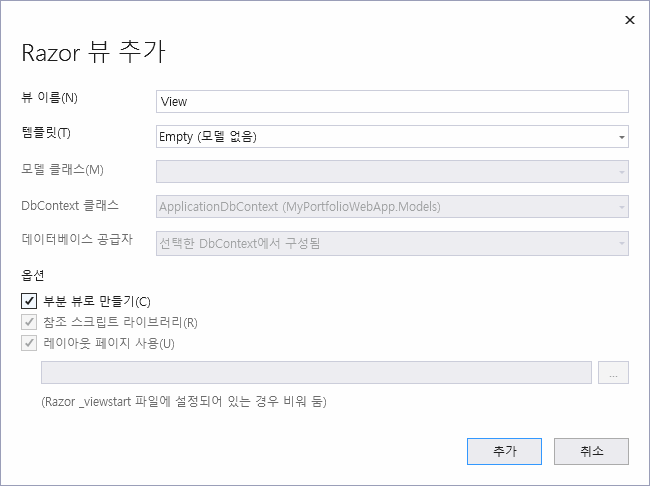 Razor 뷰 추가
뷰 이름(N)
View
템플릿(T)
Empty (모델 없음)
모델 클래스(M)
DbContext 클래스
ApplicationDbContext (MyPortfolioWebApp.Models)
데이터베이스 공급자
선택한 DbContext에서 구성됨
옵션
부분 뷰로 만들기(C)
참조 스크립트 라이브러리(R)
레이아웃 페이지 사용(U)
...
(Razor _viewstart 파일에 설정되어 있는 경우 비워 둠)
추가
취소